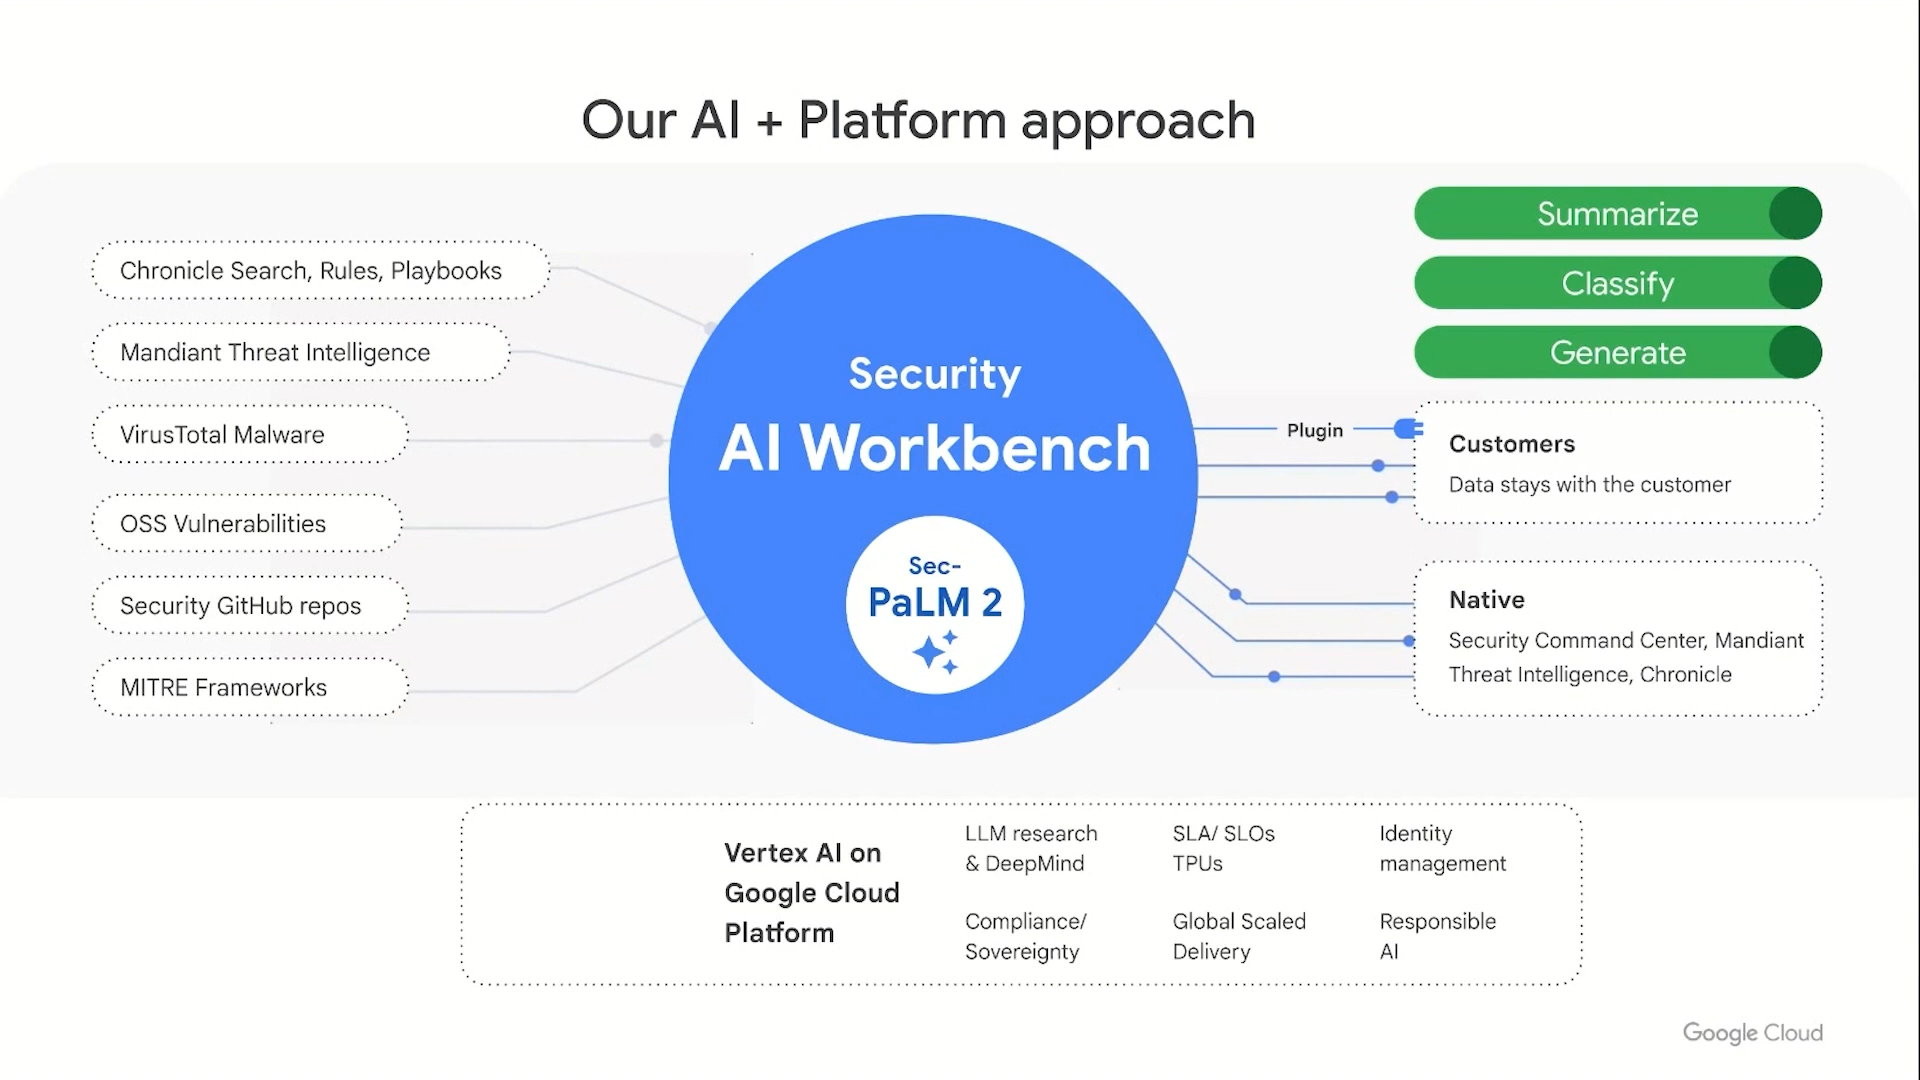 Our AI + Platform approach
Chronicle Search, Rules, Playbooks
Mandiant Threat Intelligence
VirusTotal Malware
OSS Vulnerabilities
Security GitHub repos
MITRE Frameworks
Security
AI Workbench
Sec-
PaLM 2
Summarize
Classify
Generate
Plugin
Customers
Data stays with the customer
Native
Security Command Center, Mandiant
Threat Intelligence, Chronicle
Vertex AI on
Google Cloud
Platform
LLM research
& DeepMind
SLA/ SLOs
TPUs
Identity
management
Compliance/
Sovereignty
Global Scaled
Delivery
Responsible
AI
Google Cloud